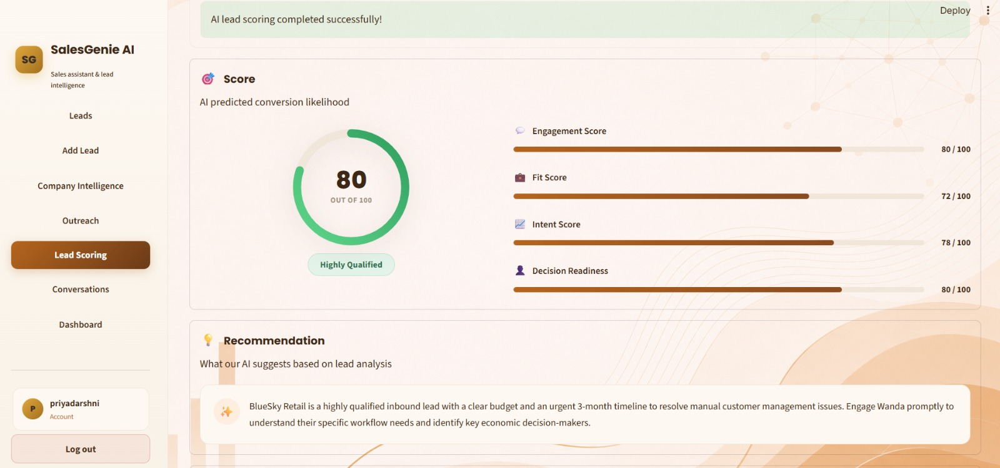 Deploy
AI lead scoring completed successfully!
SG
SalesGenie AI
Sales assistant & lead
intelligence
Leads
Add Lead
Company Intelligence
Outreach
Lead Scoring
Conversations
Dashboard
P
priyadarshni
Account
Log out
Score
AI predicted conversion likelihood
80
OUT OF 100
Highly Qualified
Engagement Score
80 / 100
Fit Score
72 / 100
Intent Score
78 / 100
Decision Readiness
80 / 100
Recommendation
What our AI suggests based on lead analysis
BlueSky Retail is a highly qualified inbound lead with a clear budget and an urgent 3-month timeline to resolve manual customer management issues. Engage Wanda promptly to
understand their specific workflow needs and identify key economic decision-makers.